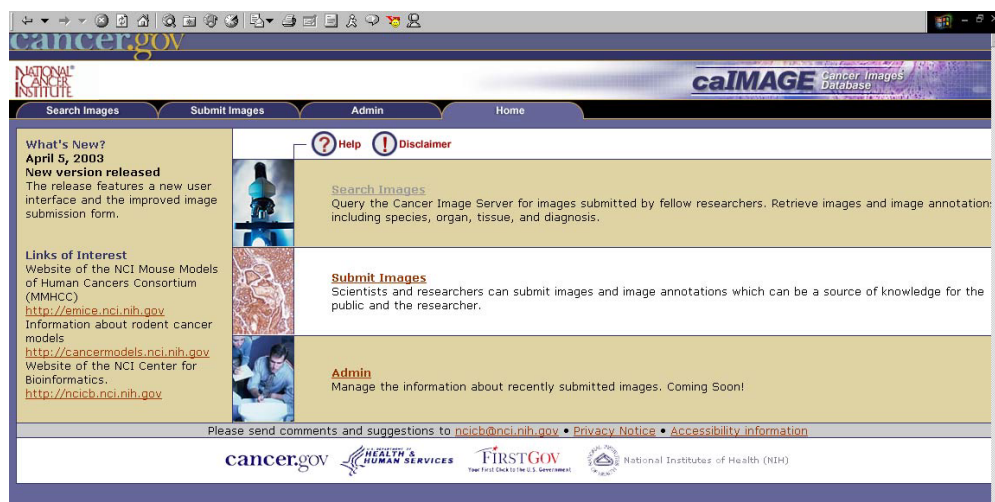 cancer.gov
NATIONAL
CANCER
INSTITUTE
caIMAGE Cancer Images
Database
Search Images Submit Images Admin Home
Help Disclaimer
What's New?
April 5, 2003
New version released
The release features a new user
interface and the improved image
submission form.
Links of Interest
Website of the NCI Mouse Models
of Human Cancers Consortium
(MMHCC)
http://emice.nci.nih.gov
Information about rodent cancer
models
http://cancermodels.nci.nih.gov
Website of the NCI Center for
Bioinformatics.
http://ncicb.nci.nih.gov
Search Images
Query the Cancer Image Server for images submitted by fellow researchers. Retrieve images and image annotation
including species, organ, tissue, and diagnosis.
Submit Images
Scientists and researchers can submit images and image annotations which can be a source of knowledge for the
public and the researcher.
Admin
Manage the information about recently submitted images. Coming Soon!
Please send comments and suggestions to ncicb@nci.nih.gov • Privacy Notice • Accessibility information
cancer.gov
HEALTH &
HUMAN SERVICES
FIRSTGOV
Your First Click to the U.S. Government
National Institutes of Health (NIH)